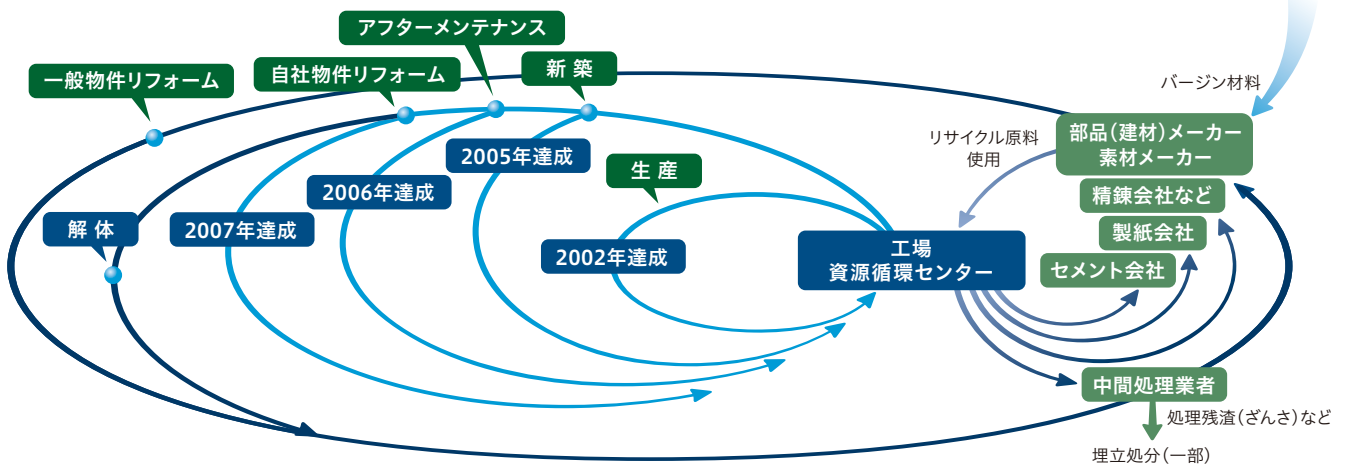 アフターメンテナンス
一般物件リフォーム
自社物件リフォーム
新 築
バージン材料
部品（建材）メーカー
素材メーカー
リサイクル原料
使用
2005年達成
生 産
2006年達成
精錬会社など
解 体
2007年達成
製紙会社
2002年達成
工場
資源循環センター
セメント会社
中間処理業者
処理残渣（ざんさ）など
埋立処分（一部）